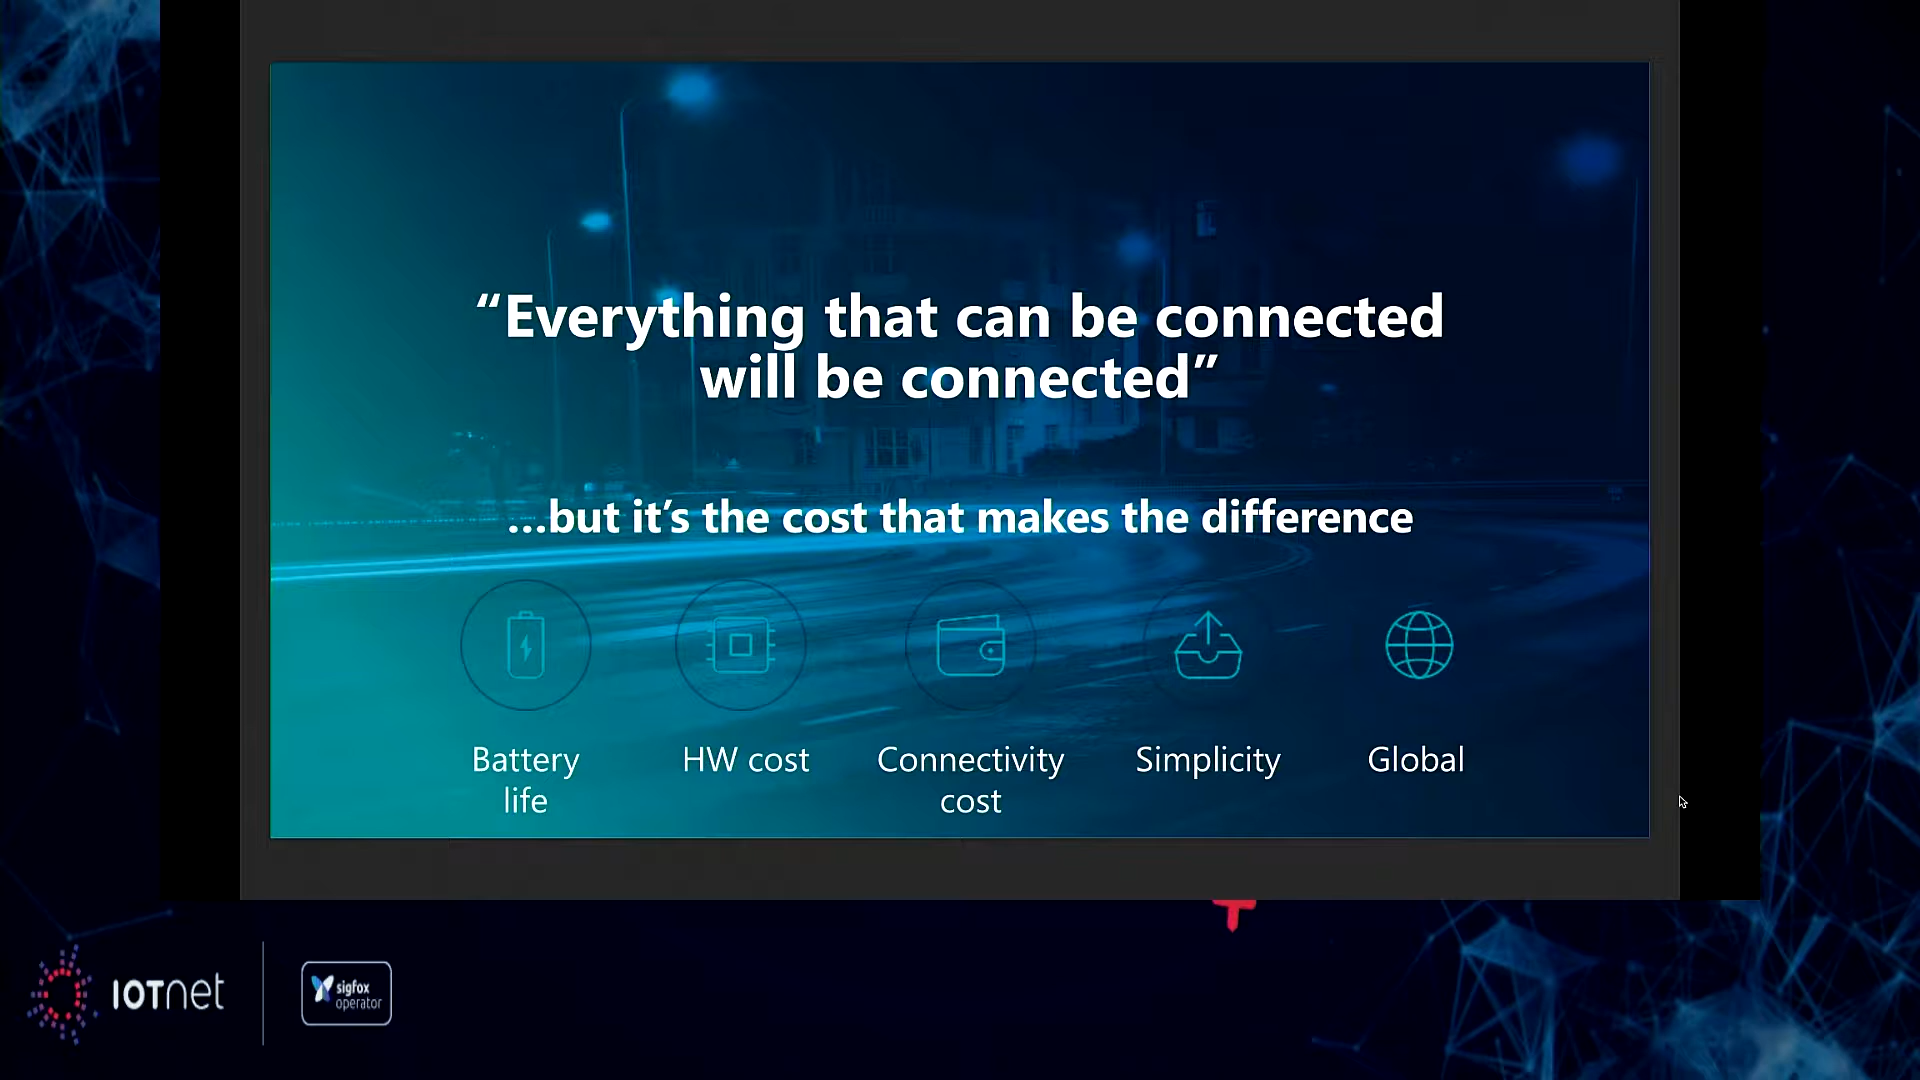 “Everything that can be connected
will be connected”
...but it’s the cost that makes the difference
Battery
life
HW cost
Connectivity
cost
Simplicity
Global
IOTnet
sigfox
operator